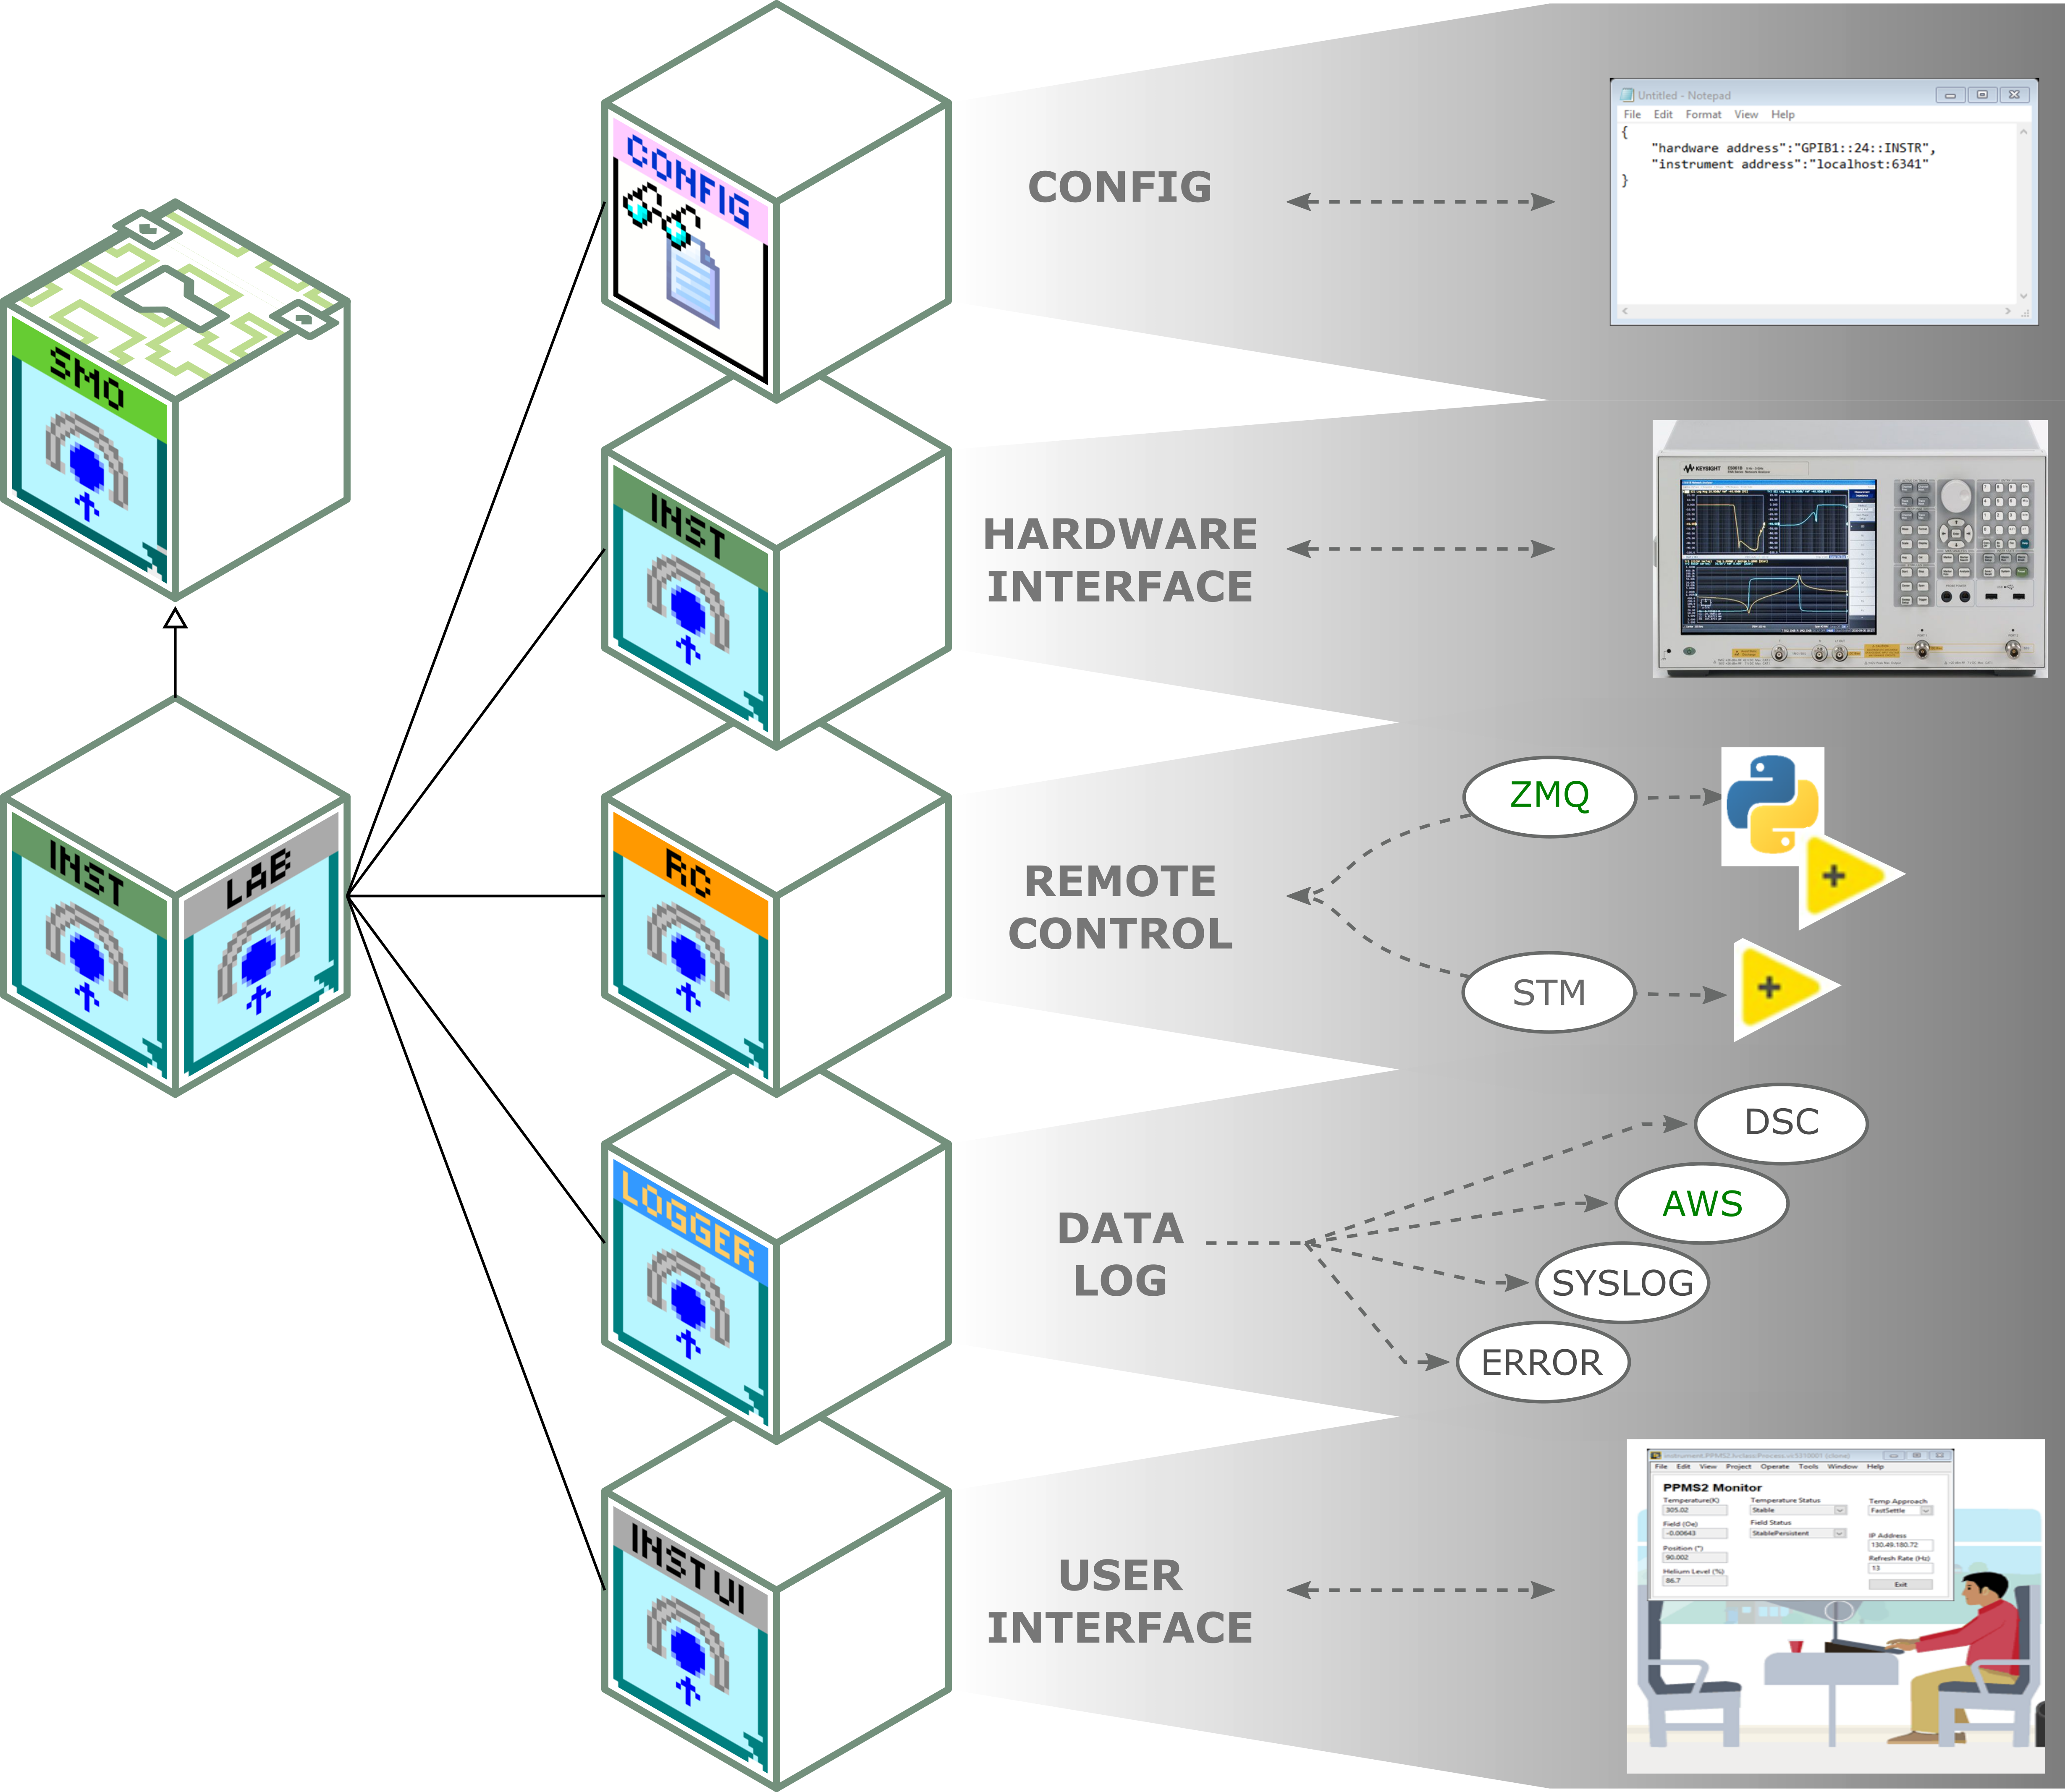 SMO
INST
LAB
CONFIG
CONFIG
Untitled - Notepad
File Edit Format View Help
{
"hardware address":"GPIB1::24::INSTR",
"instrument address":"localhost:6341"
}
INST
HARDWARE
INTERFACE
KEYSIGHT
RC
REMOTE
CONTROL
ZMQ
STM
LOGGER
DATA
LOG
DSC
AWS
SYSLOG
ERROR
INST UI
USER
INTERFACE
File Edit View Project Operate Tools Window Help
PPMS2 Monitor
Temperature(K)
305.02
Field (Oe)
-0.00643
Position (°)
90.002
Helium Level (%)
86.7
Temperature Status
Stable
Field Status
StablePersistent
Temp Approach
FastSettle
IP Address
130.49.180.72
Refresh Rate (Hz)
13
Exit